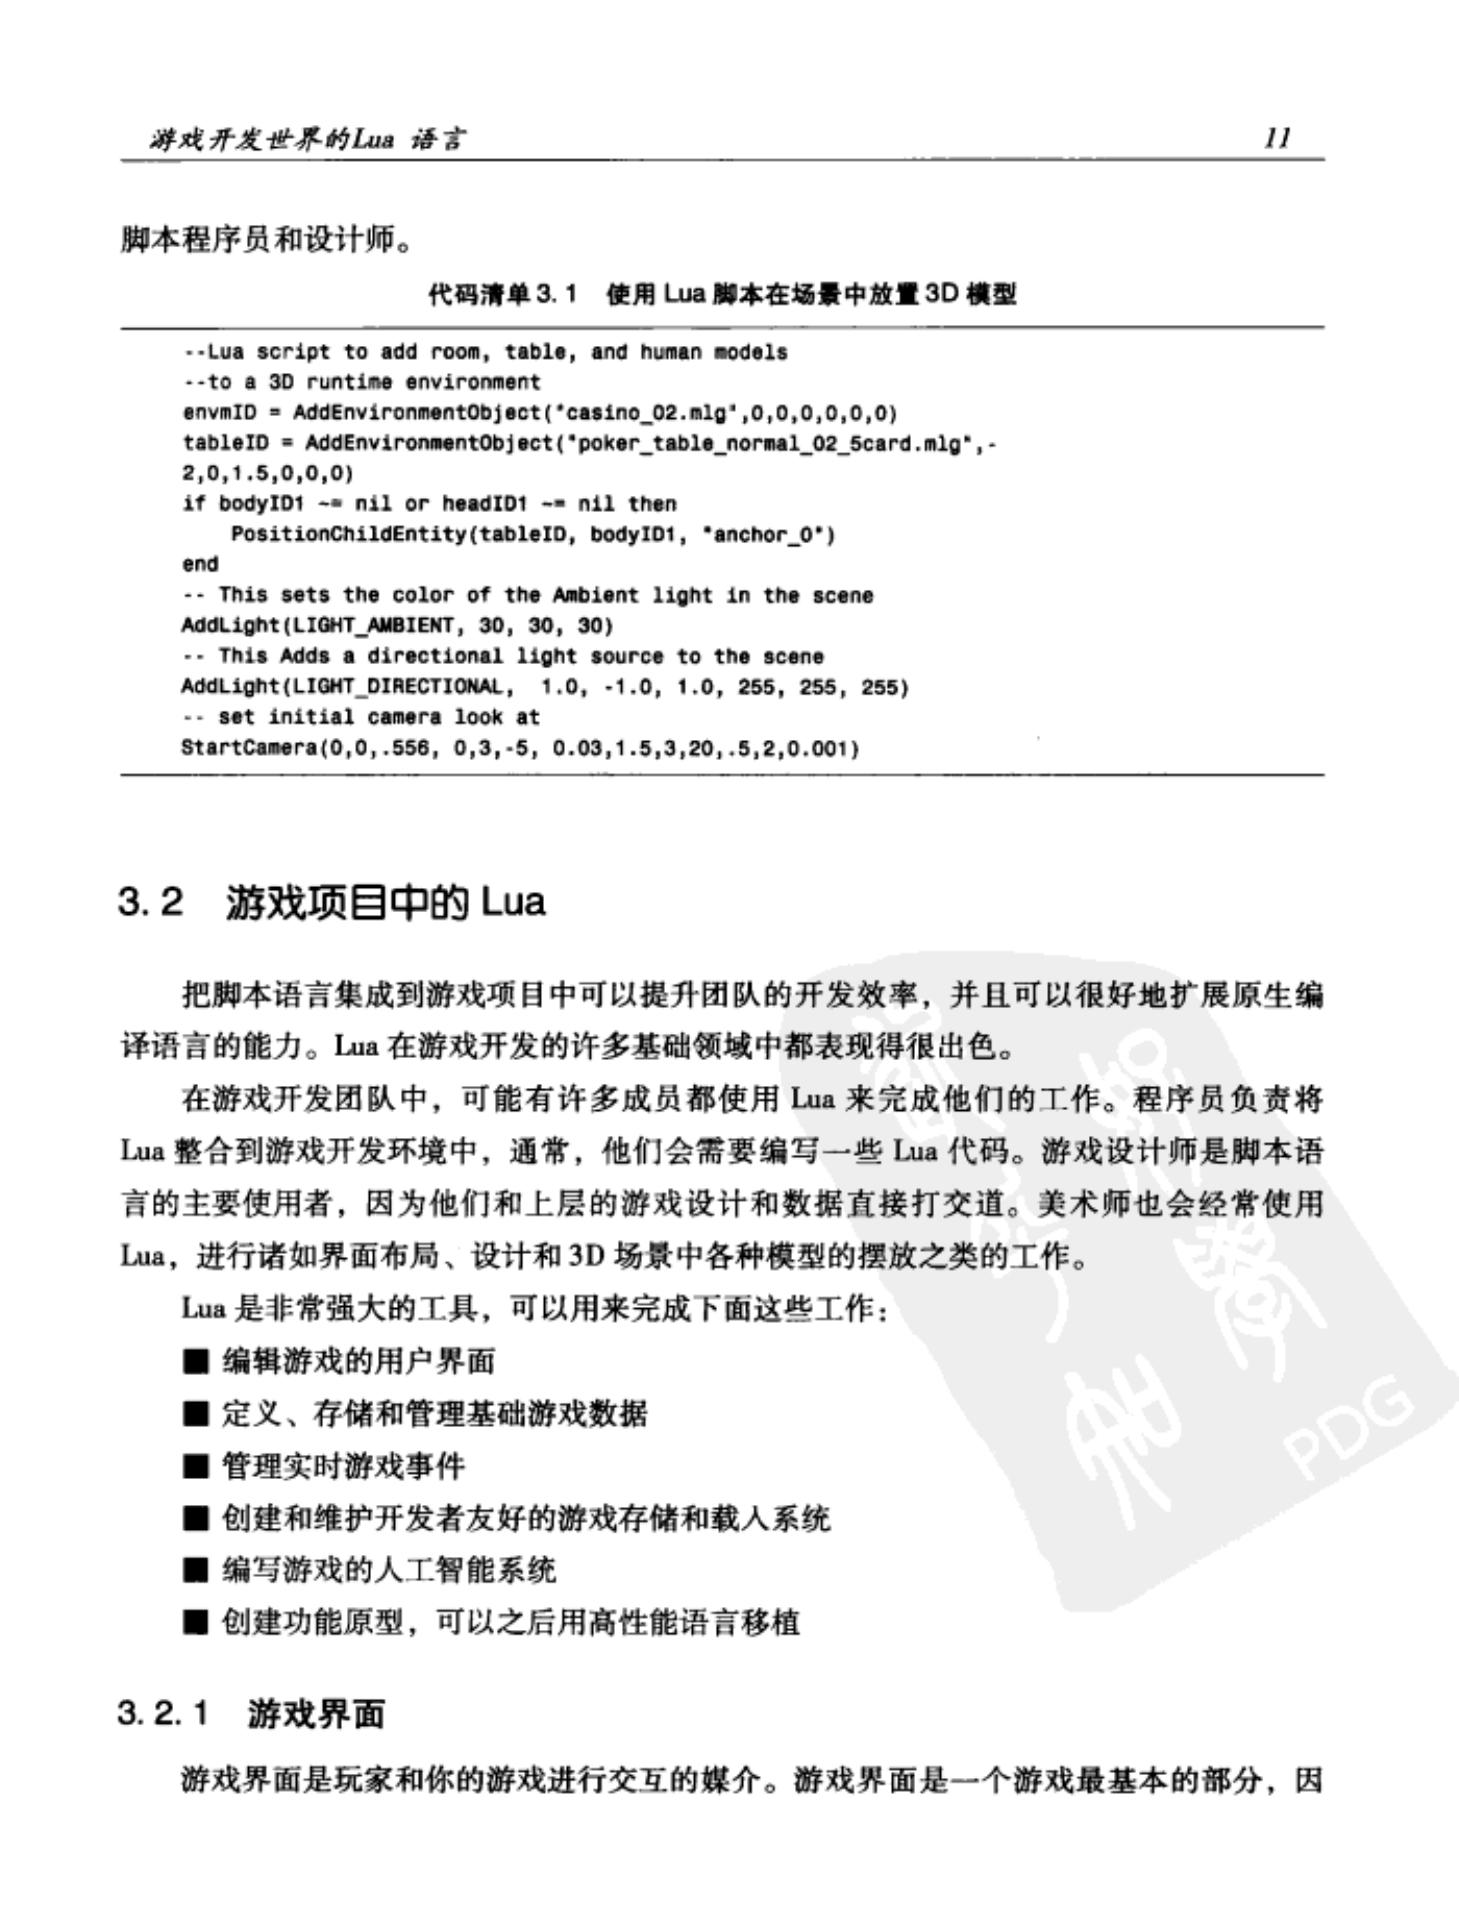 游戏开发世界的Lua 语言 11
脚本程序员和设计师。
代码清单3.1 使用 Lua 脚本在场景中放置 3D 模型
--Lua script to add room, table, and human models
--to a 3D runtime environment
envmID = AddEnvironmentObject("casino_02.mlg",0,0,0,0,0,0)
tableID = AddEnvironmentObject("poker_table_normal_02_5card.mlg",-
2,0,1.5,0,0,0)
if bodyID1 ~= nil or headID1 ~= nil then
PositionChildEntity(tableID, bodyID1, "anchor_0")
end
-- This sets the color of the Ambient light in the scene
AddLight(LIGHT_AMBIENT, 30, 30, 30)
-- This Adds a directional light source to the scene
AddLight(LIGHT_DIRECTIONAL, 1.0, -1.0, 1.0, 255, 255, 255)
-- set initial camera look at
StartCamera(0,0,.556, 0,3,-5, 0.03,1.5,3,20,.5,2,0.001)
3.2 游戏项目中的 Lua
把脚本语言集成到游戏项目中可以提升团队的开发效率，并且可以很好地扩展原生编
译语言的能力。Lua 在游戏开发的许多基础领域中都表现得很出色。
在游戏开发团队中，可能有许多成员都使用 Lua 来完成他们的工作。程序员负责将
Lua 整合到游戏开发环境中，通常，他们会需要编写一些 Lua 代码。游戏设计师是脚本语
言的主要使用者，因为他们和上层的游戏设计和数据直接打交道。美术师也会经常使用
Lua，进行诸如界面布局、设计和 3D 场景中各种模型的摆放之类的工作。
Lua 是非常强大的工具，可以用来完成下面这些工作：
■ 编辑游戏的用户界面
■ 定义、存储和管理基础游戏数据
■ 管理实时游戏事件
■ 创建和维护开发者友好的游戏存储和载入系统
■ 编写游戏的人工智能系统
■ 创建功能原型，可以之后用高性能语言移植
PDG
3.2.1 游戏界面
游戏界面是玩家和你的游戏进行交互的媒介。游戏界面是一个游戏最基本的部分，因